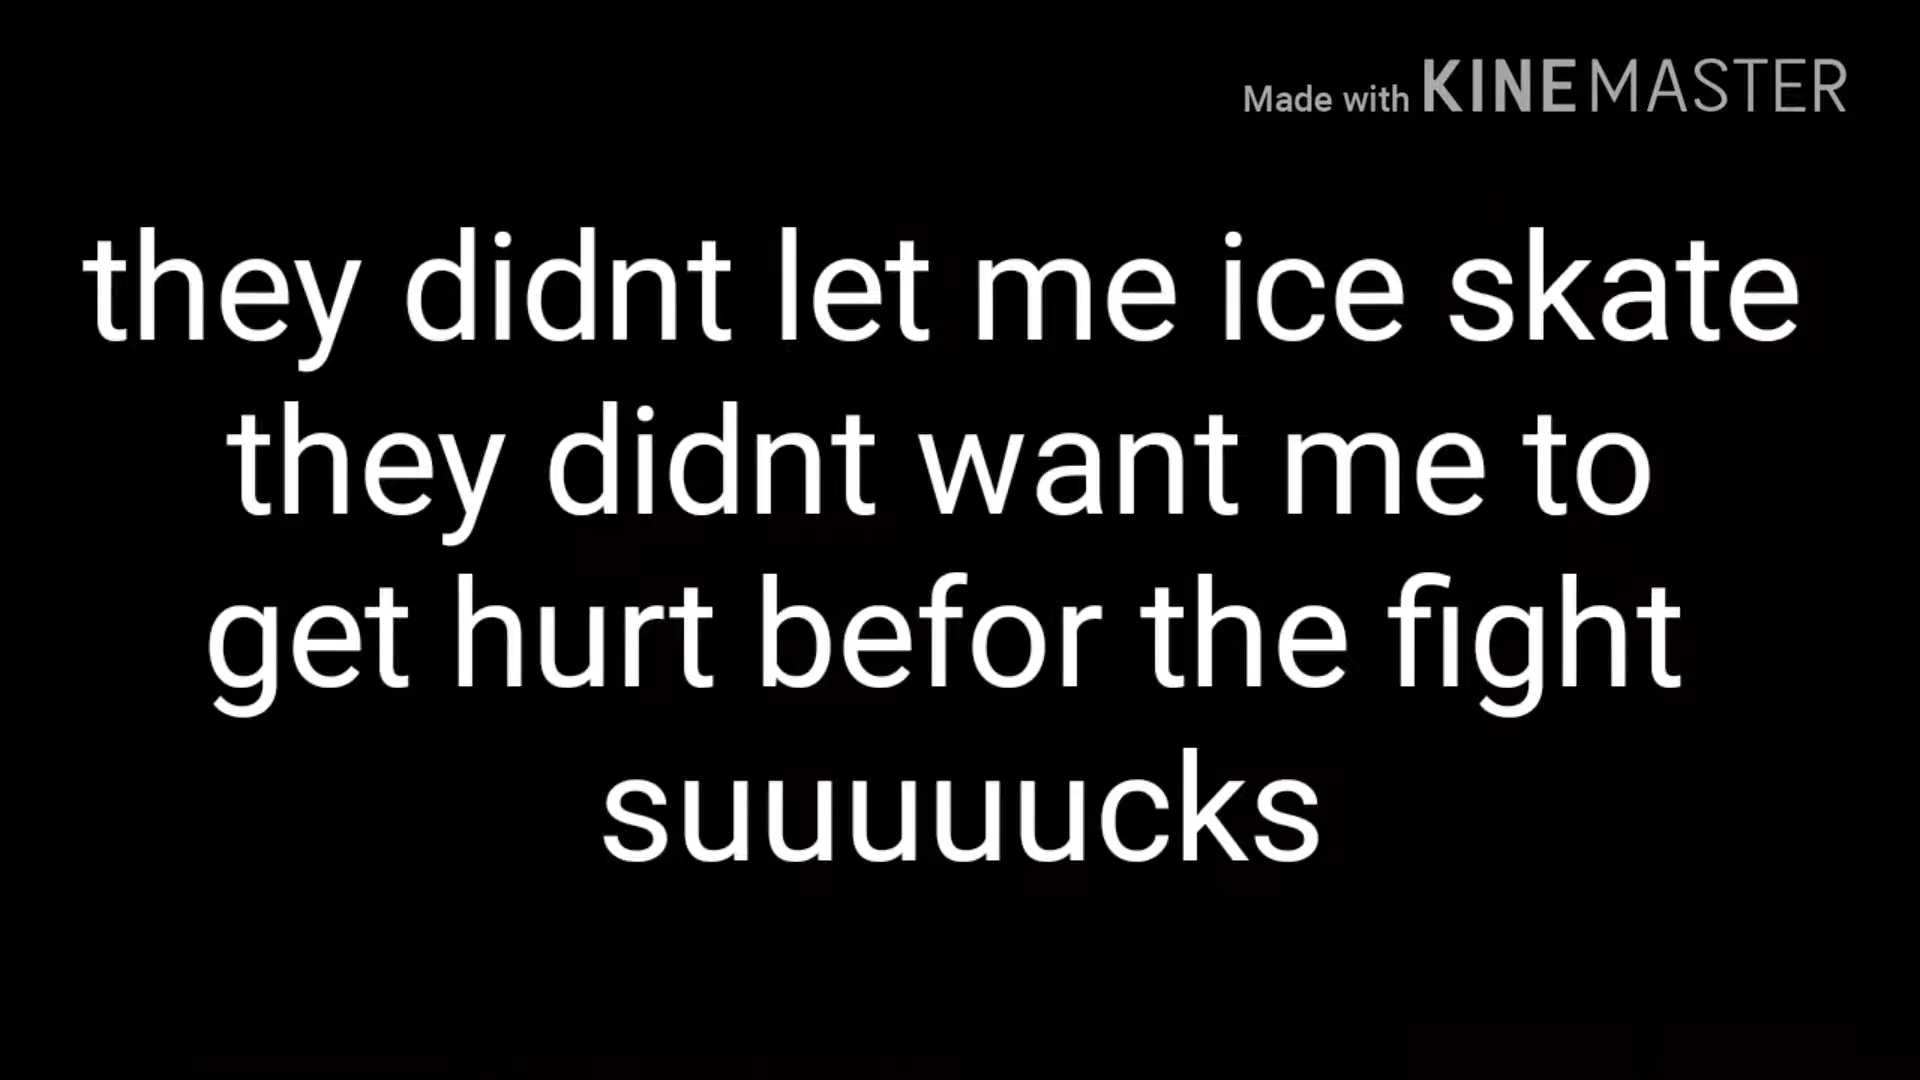 Made with KINEMASTER
they didnt let me ice skate
they didnt want me to
get hurt befor the fight
suuuuucks